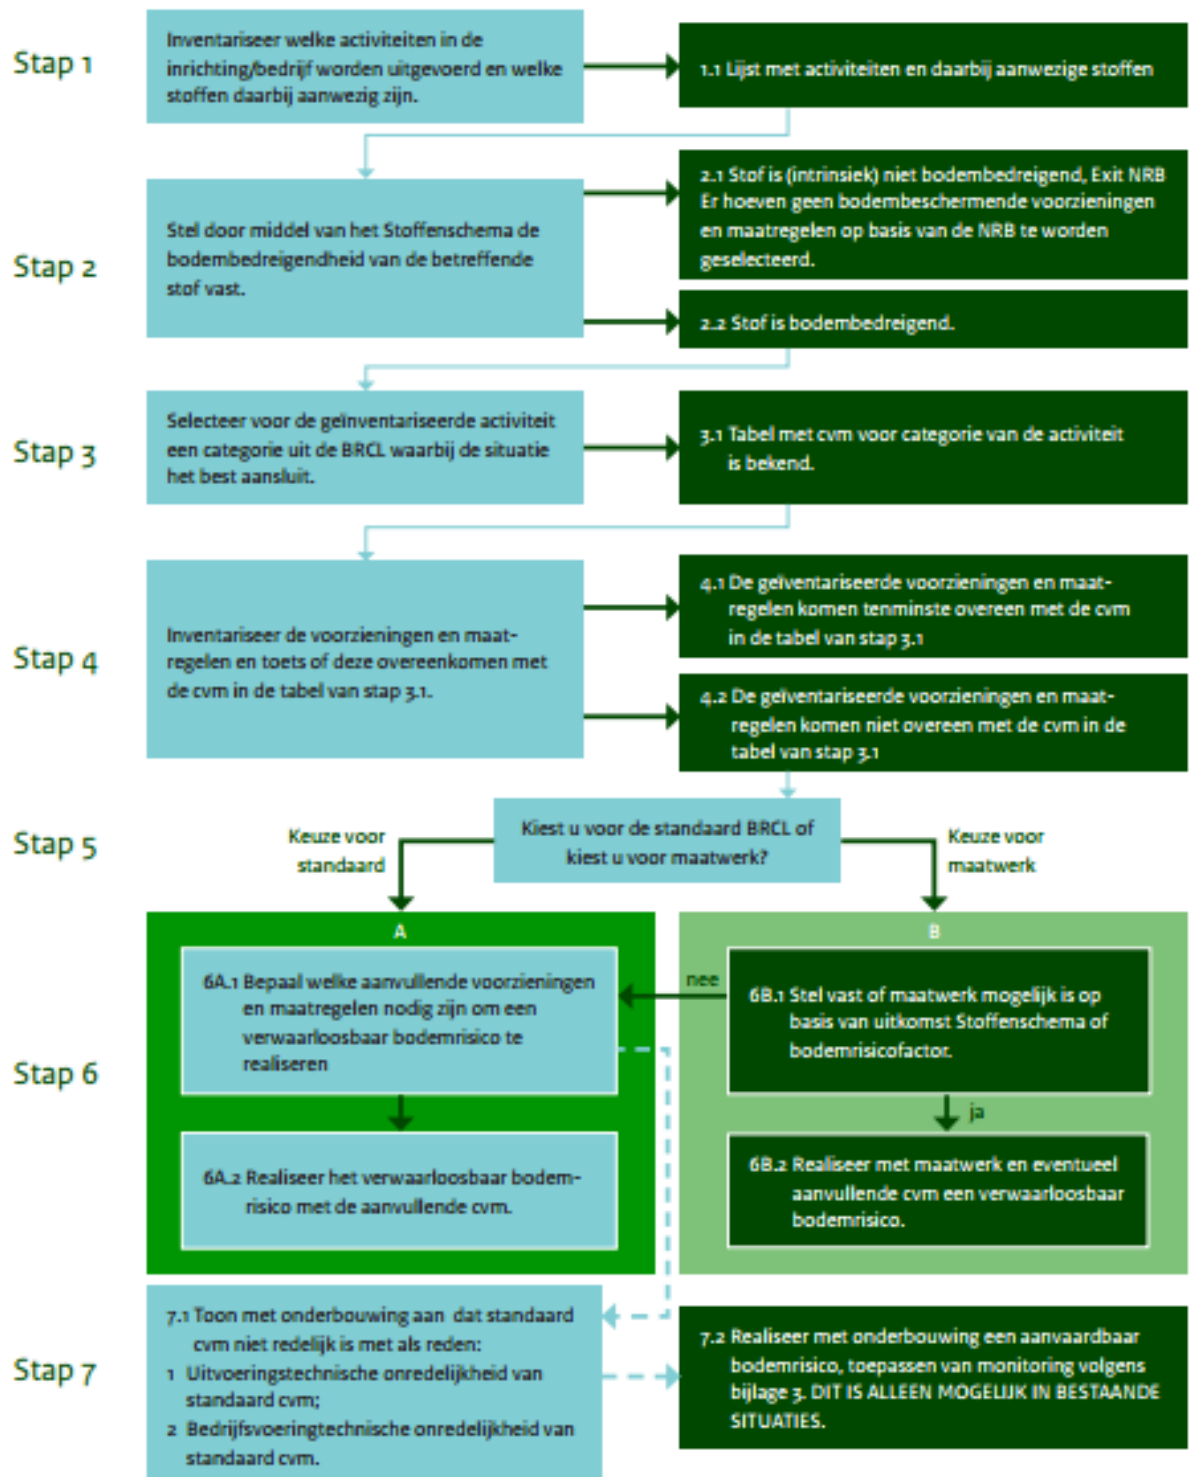 Stap 1
Inventariseer welke activiteiten in de
inrichting/bedrijf worden uitgevoerd en welke
stoffen daarbij aanwezig zijn.
1.1 Lijst met activiteiten en daarbij aanwezige stoffen
Stap 2
Stel door middel van het Stoffenschema de
bodembedreigendheid van de betreffende
stof vast.
2.1 Stof is (intrinsiek) niet bodembedreigend, Exit NRB
Er hoeven geen bodembeschermende voorzieningen
en maatregelen op basis van de NRB te worden
geselecteerd.
2.2 Stof is bodembedreigend.
Stap 3
Selecteer voor de geïnventariseerde activiteit
een categorie uit de BRCL waarbij de situatie
het best aansluit.
3.1 Tabel met cvm voor categorie van de activiteit
is bekend.
Stap 4
Inventariseer de voorzieningen en maat-
regelen en toets of deze overeenkomen met
de cvm in de tabel van stap 3.1.
4.1 De geïventariseerde voorzieningen en maat-
regelen komen tenminste overeen met de cvm
in de tabel van stap 3.1
4.2 De geïventariseerde voorzieningen en maat-
regelen komen niet overeen met de cvm in de
tabel van stap 3.1
Stap 5
Keuze voor
standaard
Kiest u voor de standaard BRCL of
kiest u voor maatwerk?
Keuze voor
maatwerk
Stap 6
A
6A.1 Bepaal welke aanvullende voorzieningen
en maatregelen nodig zijn om een
verwaarloosbaar bodemrisico te
realiseren
6A.2 Realiseer het verwaarloosbaar bodem-
risico met de aanvullende cvm.
nee
B
6B.1 Stel vast of maatwerk mogelijk is op
basis van uitkomst Stoffenschema of
bodemrisicofactor.
ja
6B.2 Realiseer met maatwerk en eventueel
aanvullende cvm een verwaarloosbaar
bodemrisico.
Stap 7
7.1 Toon met onderbouwing aan dat standaard
cvm niet redelijk is met als reden:
1 Uitvoeringstechnische onredelijkheid van
standaard cvm;
2 Bedrijfsvoeringtechnische onredelijkheid van
standaard cvm.
7.2 Realiseer met onderbouwing een aanvaardbaar
bodemrisico, toepassen van monitoring volgens
bijlage 3. DIT IS ALLEEN MOGELIJK IN BESTAANDE
SITUATIES.